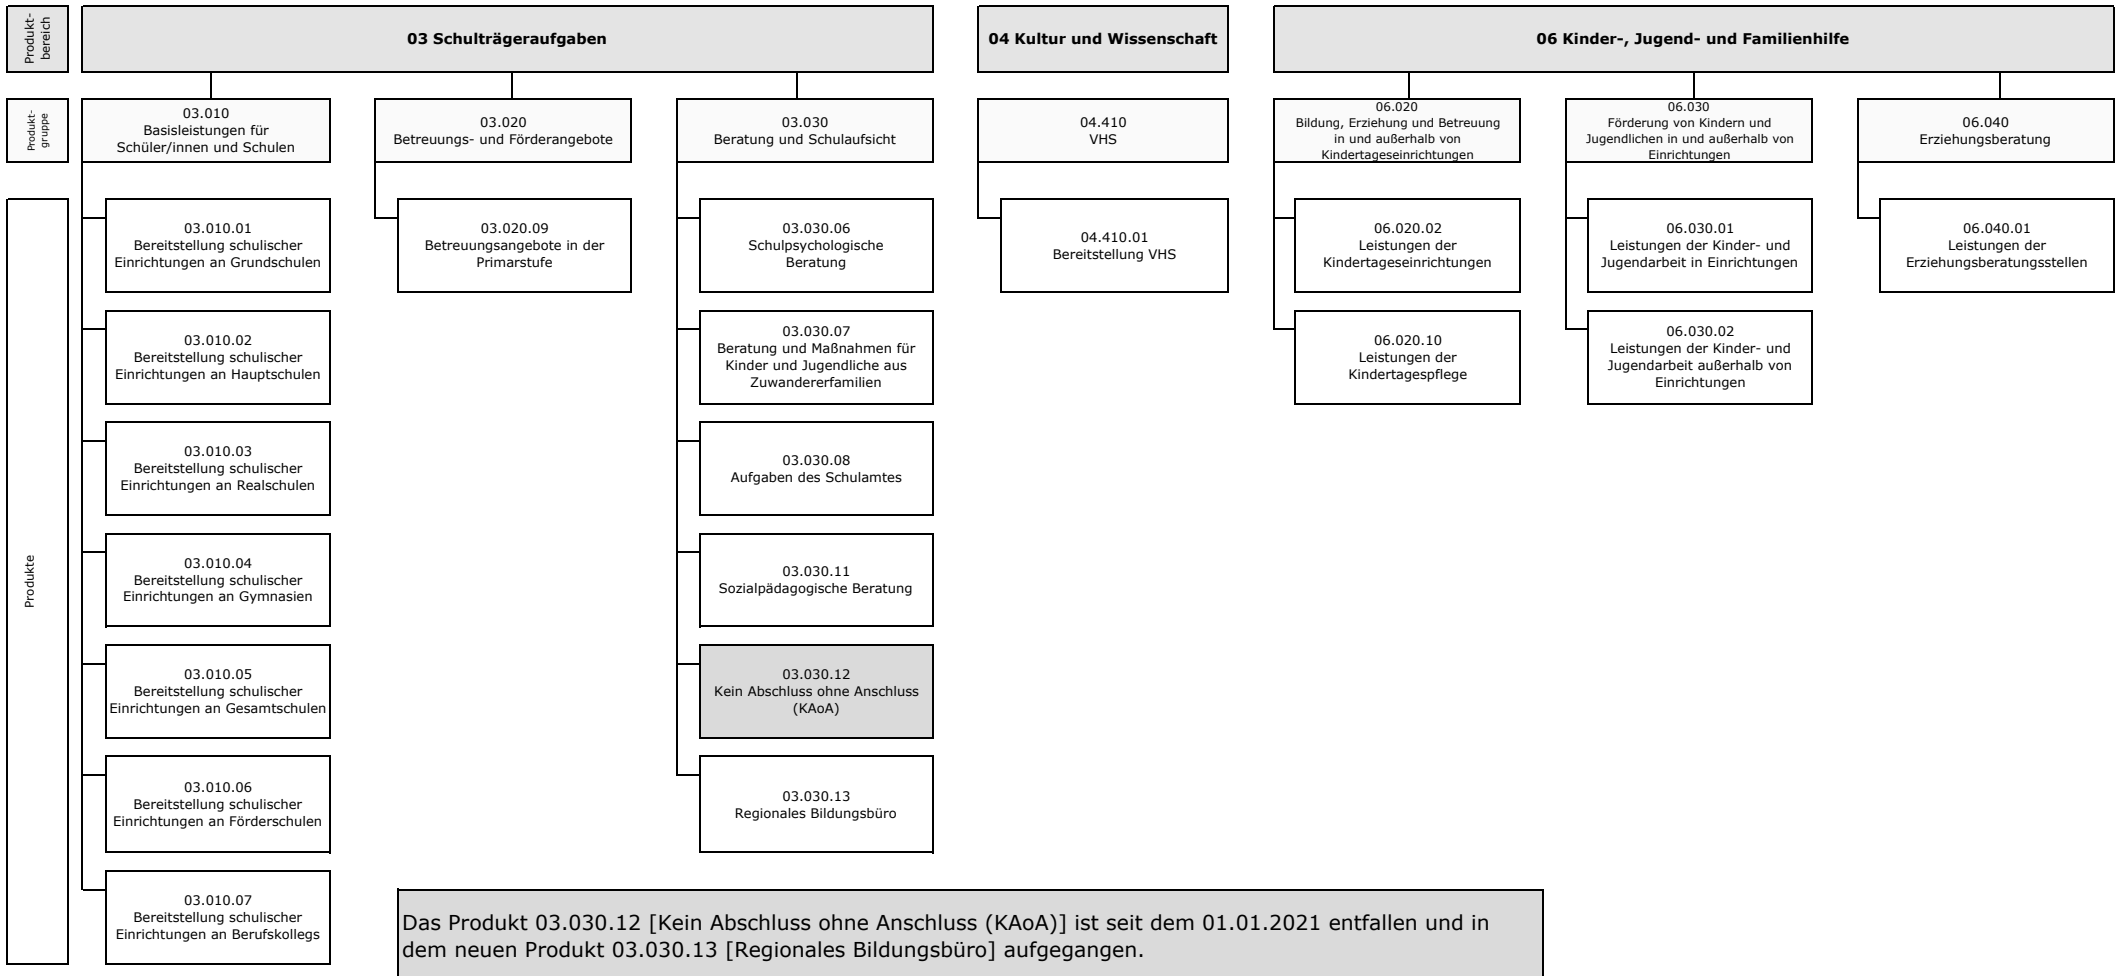 Produkt-
bereich
03 Schulträgeraufgaben
04 Kultur und Wissenschaft
06 Kinder-, Jugend- und Familienhilfe
Produkt-
gruppe
03.010
Basisleistungen für
Schüler/innen und Schulen
03.020
Betreuungs- und Förderangebote
03.030
Beratung und Schulaufsicht
04.410
VHS
06.020
Bildung, Erziehung und Betreuung
in und außerhalb von
Kindertageseinrichtungen
06.030
Förderung von Kindern und
Jugendlichen in und außerhalb von
Einrichtungen
06.040
Erziehungsberatung
Produkte
03.010.01
Bereitstellung schulischer
Einrichtungen an Grundschulen
03.010.02
Bereitstellung schulischer
Einrichtungen an Hauptschulen
03.010.03
Bereitstellung schulischer
Einrichtungen an Realschulen
03.010.04
Bereitstellung schulischer
Einrichtungen an Gymnasien
03.010.05
Bereitstellung schulischer
Einrichtungen an Gesamtschulen
03.010.06
Bereitstellung schulischer
Einrichtungen an Förderschulen
03.010.07
Bereitstellung schulischer
Einrichtungen an Berufskollegs
03.020.09
Betreuungsangebote in der
Primarstufe
03.030.06
Schulpsychologische
Beratung
03.030.07
Beratung und Maßnahmen für
Kinder und Jugendliche aus
Zuwandererfamilien
03.030.08
Aufgaben des Schulamtes
03.030.11
Sozialpädagogische Beratung
03.030.12
Kein Abschluss ohne Anschluss
(KAoA)
03.030.13
Regionales Bildungsbüro
04.410.01
Bereitstellung VHS
06.020.02
Leistungen der
Kindertageseinrichtungen
06.020.10
Leistungen der
Kindertagespflege
06.030.01
Leistungen der Kinder- und
Jugendarbeit in Einrichtungen
06.030.02
Leistungen der Kinder- und
Jugendarbeit außerhalb von
Einrichtungen
06.040.01
Leistungen der
Erziehungsberatungsstellen
Das Produkt 03.030.12 [Kein Abschluss ohne Anschluss (KAoA)] ist seit dem 01.01.2021 entfallen und in
dem neuen Produkt 03.030.13 [Regionales Bildungsbüro] aufgegangen.